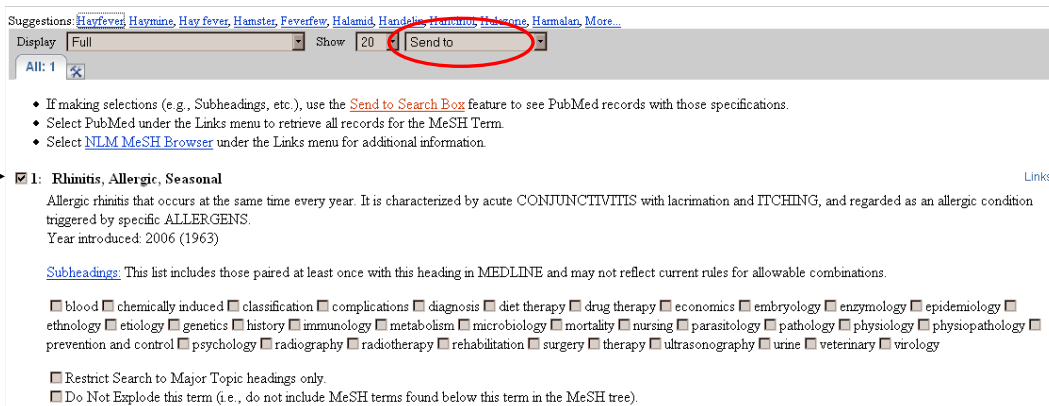 Suggestions: Hayfever, Haymine, Hay fever, Hamster, Feverfew, Halamid, Handelin, Hancinol, Halozone, Harmalan, More...
Display Full Show 20 Send to
All: 1
If making selections (e.g., Subheadings, etc.), use the Send to Search Box feature to see PubMed records with those specifications.
Select PubMed under the Links menu to retrieve all records for the MeSH Term.
Select NLM MeSH Browser under the Links menu for additional information.
1: Rhinitis, Allergic, Seasonal Links
Allergic rhinitis that occurs at the same time every year. It is characterized by acute CONJUNCTIVITIS with lacrimation and ITCHING, and regarded as an allergic condition
triggered by specific ALLERGENS.
Year introduced: 2006 (1963)
Subheadings: This list includes those paired at least once with this heading in MEDLINE and may not reflect current rules for allowable combinations.
blood chemically induced classification complications diagnosis diet therapy drug therapy economics embryology enzymology epidemiology
ethnology etiology genetics history immunology metabolism microbiology mortality nursing parasitology pathology physiology physiopathology
prevention and control psychology radiography radiotherapy rehabilitation surgery therapy ultrasonography urine veterinary virology
Restrict Search to Major Topic headings only.
Do Not Explode this term (i.e., do not include MeSH terms found below this term in the MeSH tree).